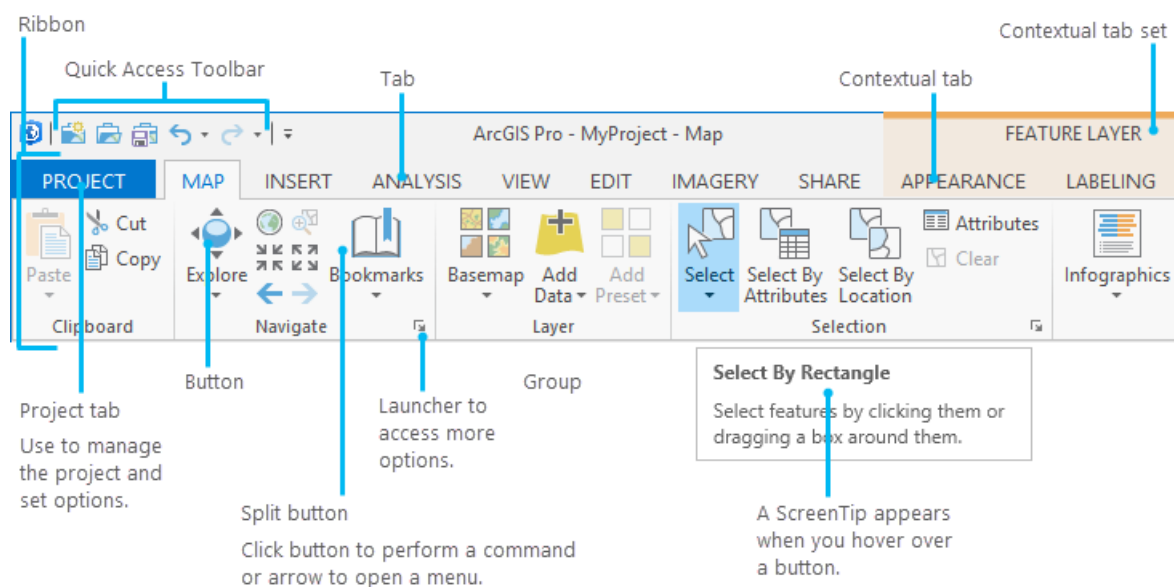 Ribbon
Contextual tab set
Quick Access Toolbar
Tab
Contextual tab
ArcGIS Pro - MyProject - Map
FEATURE LAYER
PROJECT MAP INSERT ANALYSIS VIEW EDIT IMAGERY SHARE APPEARANCE LABELING
Paste
Cut
Copy
Clipboard
Explore
Bookmarks
Navigate
Basemap
Add
Data
Add
Preset
Layer
Select
Select By
Attributes
Select By
Location
Attributes
Clear
Selection
Infographics
Button
Group
Select By Rectangle
Select features by clicking them or
dragging a box around them.
Project tab
Use to manage
the project and
set options.
Launcher to
access more
options.
Split button
Click button to perform a command
or arrow to open a menu.
A ScreenTip appears
when you hover over
a button.